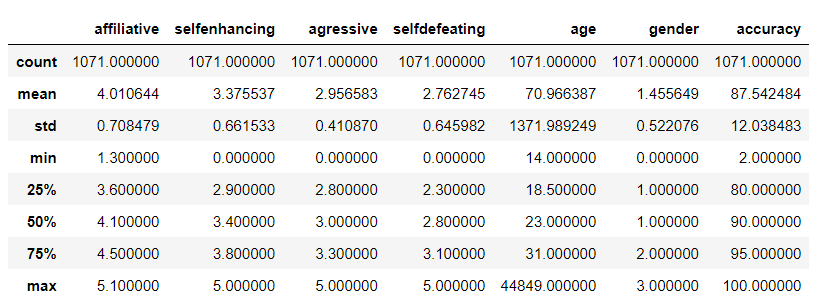 affiliative selfenhancing agressive selfdefeating age gender accuracy
count 1071.000000 1071.000000 1071.000000 1071.000000 1071.000000 1071.000000 1071.000000
mean 4.010644 3.375537 2.956583 2.762745 70.966387 1.455649 87.542484
std 0.708479 0.661533 0.410870 0.645982 1371.989249 0.522076 12.038483
min 1.300000 0.000000 0.000000 0.000000 14.000000 0.000000 2.000000
25% 3.600000 2.900000 2.800000 2.300000 18.500000 1.000000 80.000000
50% 4.100000 3.400000 3.000000 2.800000 23.000000 1.000000 90.000000
75% 4.500000 3.800000 3.300000 3.100000 31.000000 2.000000 95.000000
max 5.100000 5.000000 5.000000 5.000000 44849.000000 3.000000 100.000000